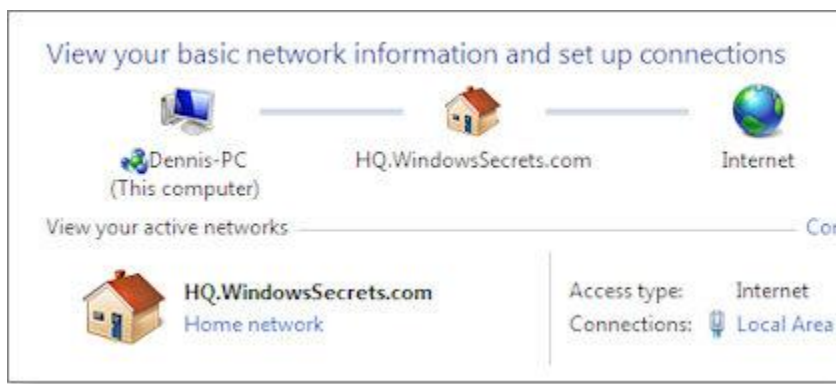 View your basic network information and set up connections
Dennis-PC
(This computer)
HQ.WindowsSecrets.com
Internet
View your active networks
HQ.WindowsSecrets.com
Home network
Access type: Internet
Connections: Local Area